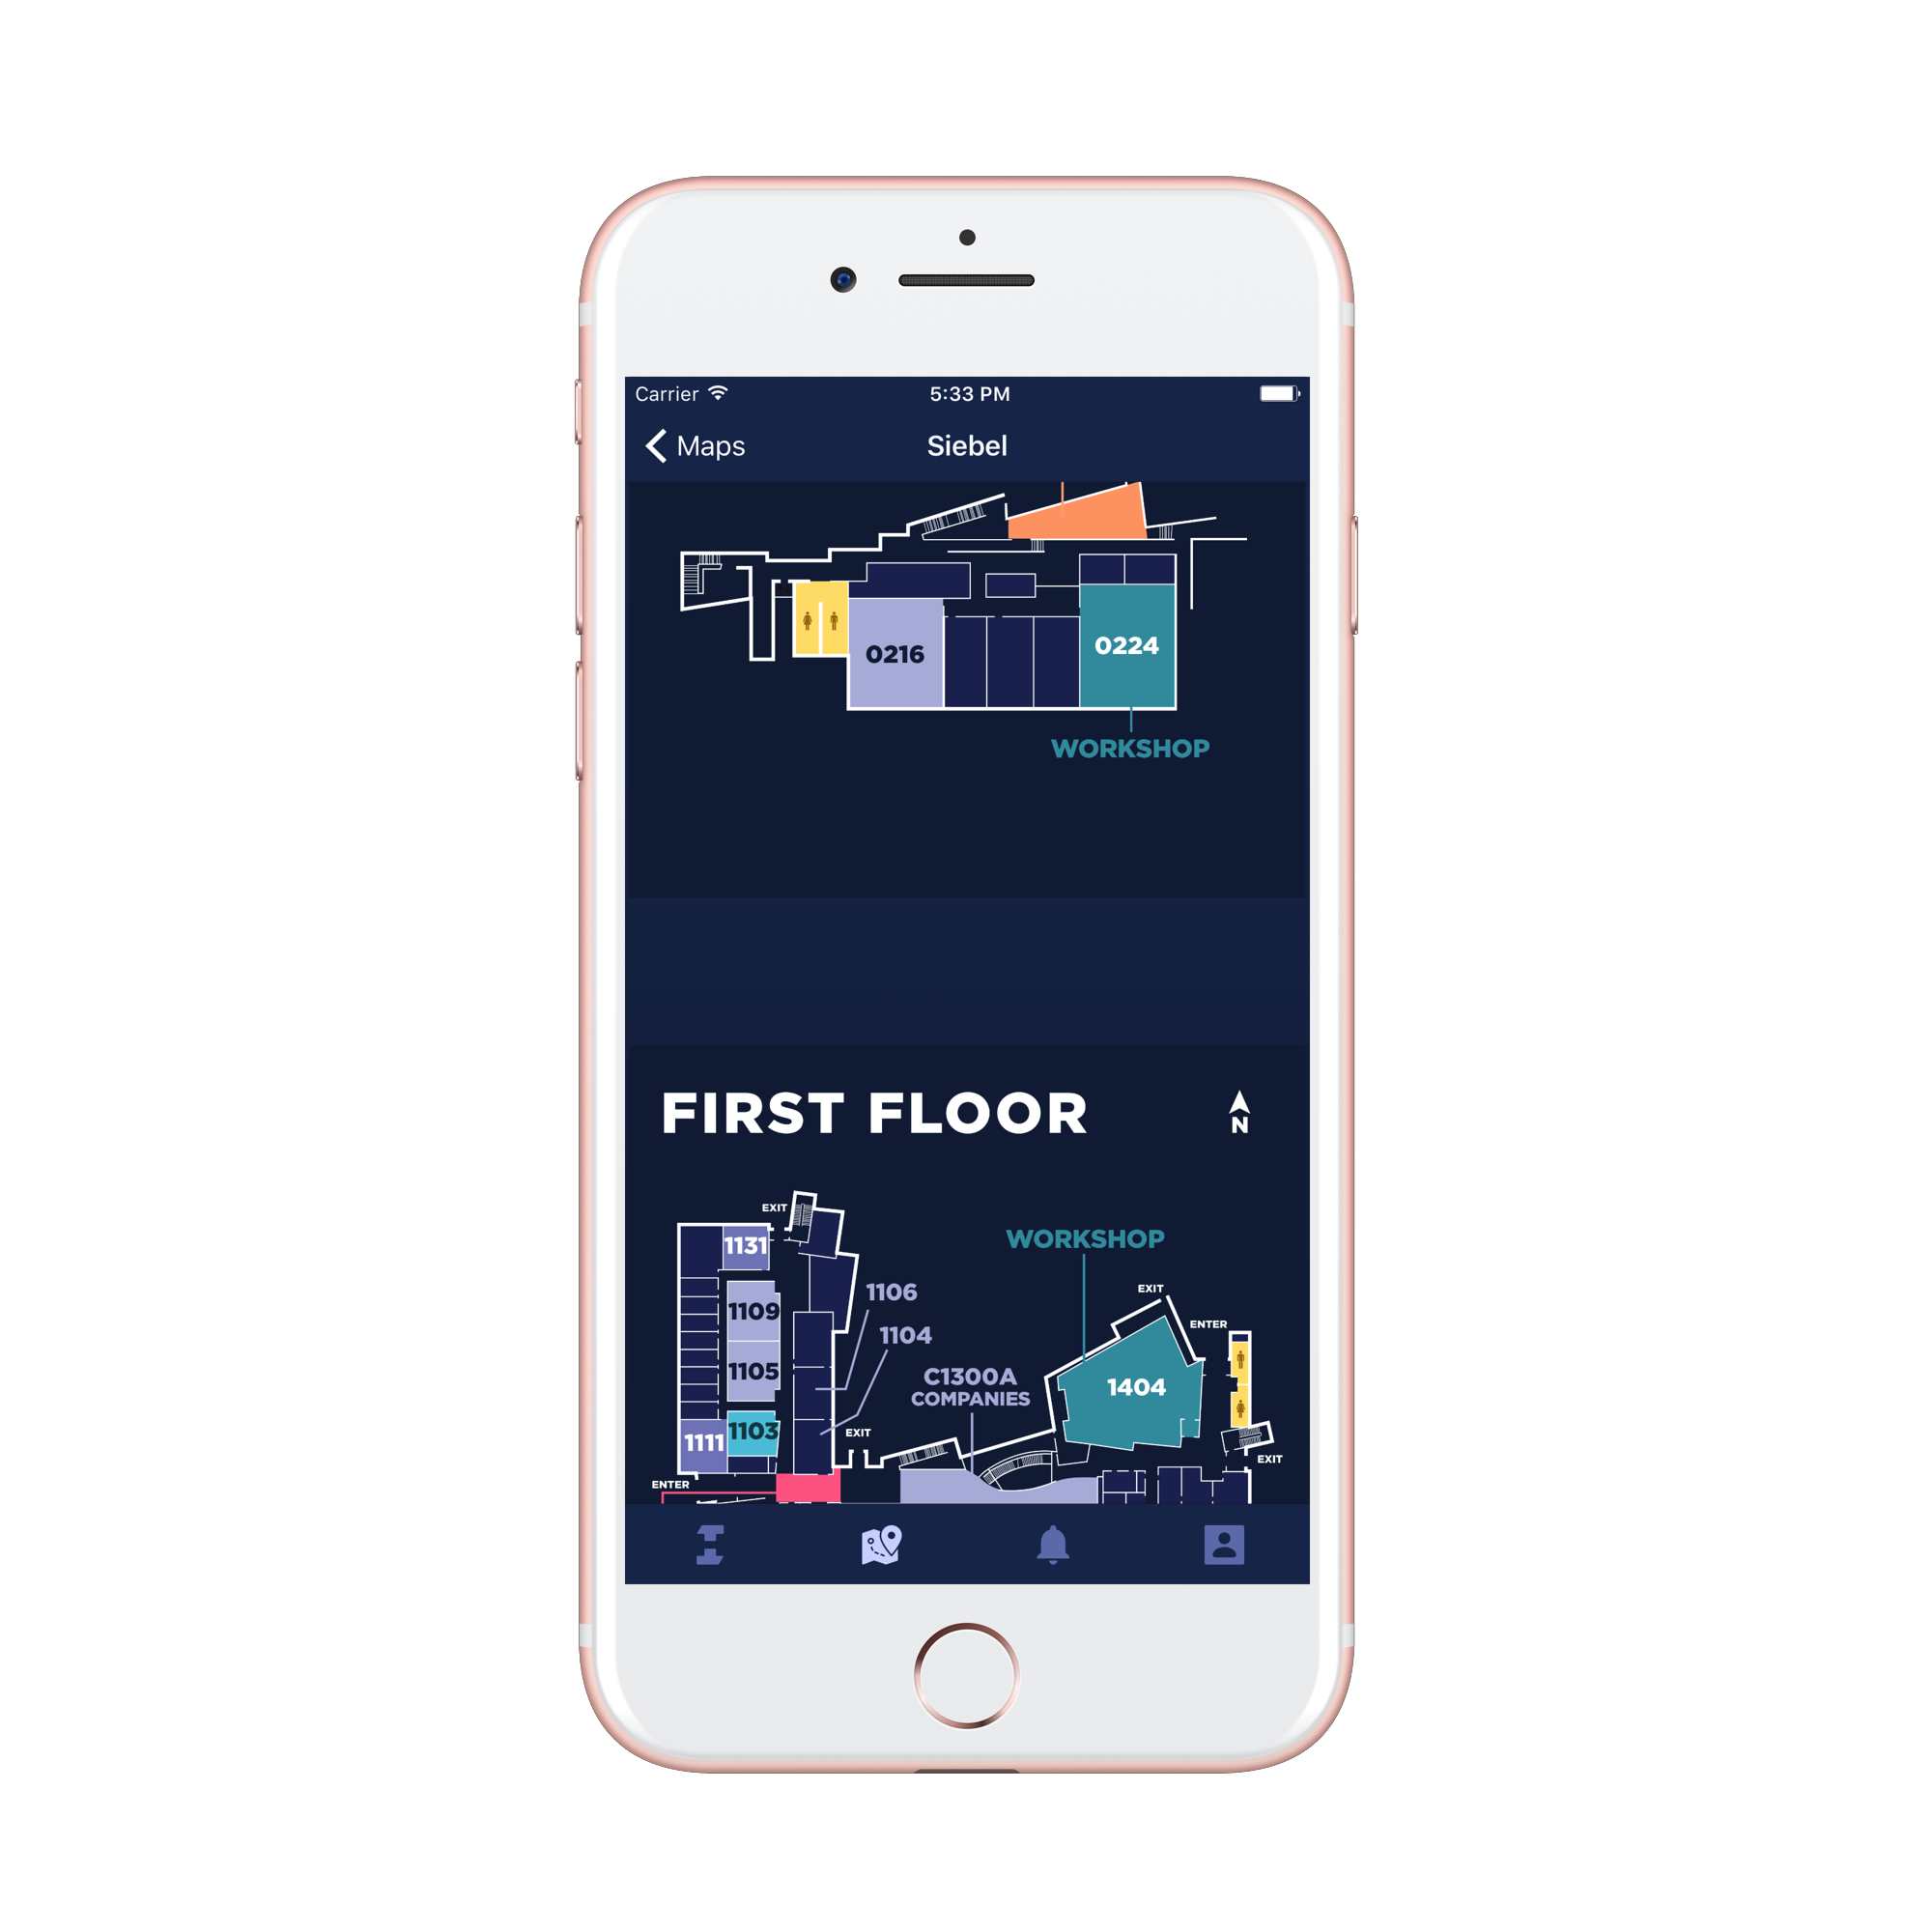 Carrier
5:33 PM
Maps
Siebel
0216
0224
WORKSHOP
FIRST FLOOR
N
EXIT
1131
WORKSHOP
1106
EXIT
1109
ENTER
1104
1105
C1300A
COMPANIES
1404
1103
1111
EXIT
EXIT
ENTER